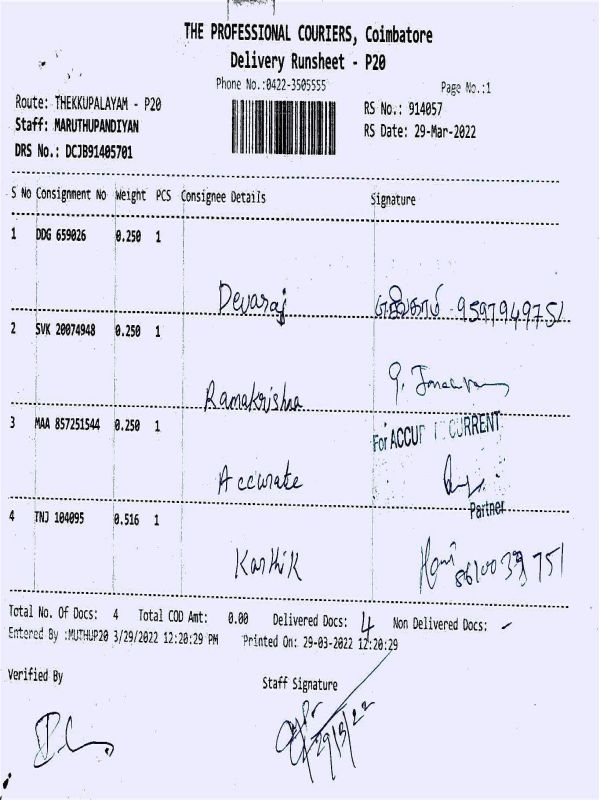 THE PROFESSIONAL COURIERS, Coimbatore
Delivery Runsheet - P20
Phone No.:0422-3505555 Page No.:1
Route: THEKKUPALAYAM - P20 RS No.: 914057
Staff: MARUTHUPANDIYAN RS Date: 29-Mar-2022
DRS No.: DCJB91405701
S No Consignment No Weight PCS Consignee Details Signature
1 DDG 659026 0.250 1
Devaraj 9597949751
2 SVK 20074948 0.250 1
Ramakrishna
3 MAA 857251544 0.250 1 For CURRENT
Accurate
Partner
4 TNJ 104095 0.516 1
Karthik
Total No. Of Docs: 4 Total COD Amt: 0.00 Delivered Docs: 4 Non Delivered Docs: -
Entered By :MUTHUP20 3/29/2022 12:20:29 PM Printed On: 29-03-2022 12:20:29
Verified By
Staff Signature
29/3/22